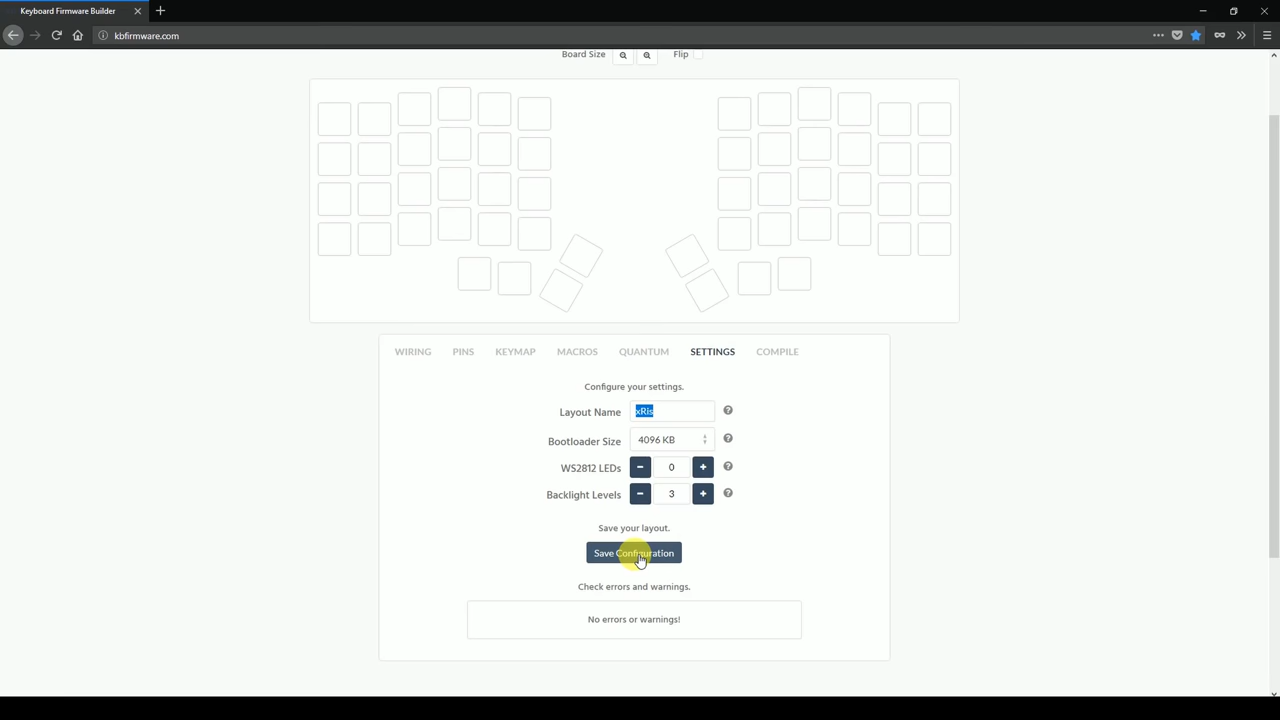 Keyboard Firmware Builder
kbfirmware.com
Board Size Flip
WIRING PINS KEYMAP MACROS QUANTUM SETTINGS COMPILE
Configure your settings.
Layout Name xRis
Bootloader Size 4096 KB
WS2812 LEDs 0
Backlight Levels 3
Save your layout.
Save Configuration
Check errors and warnings.
No errors or warnings!